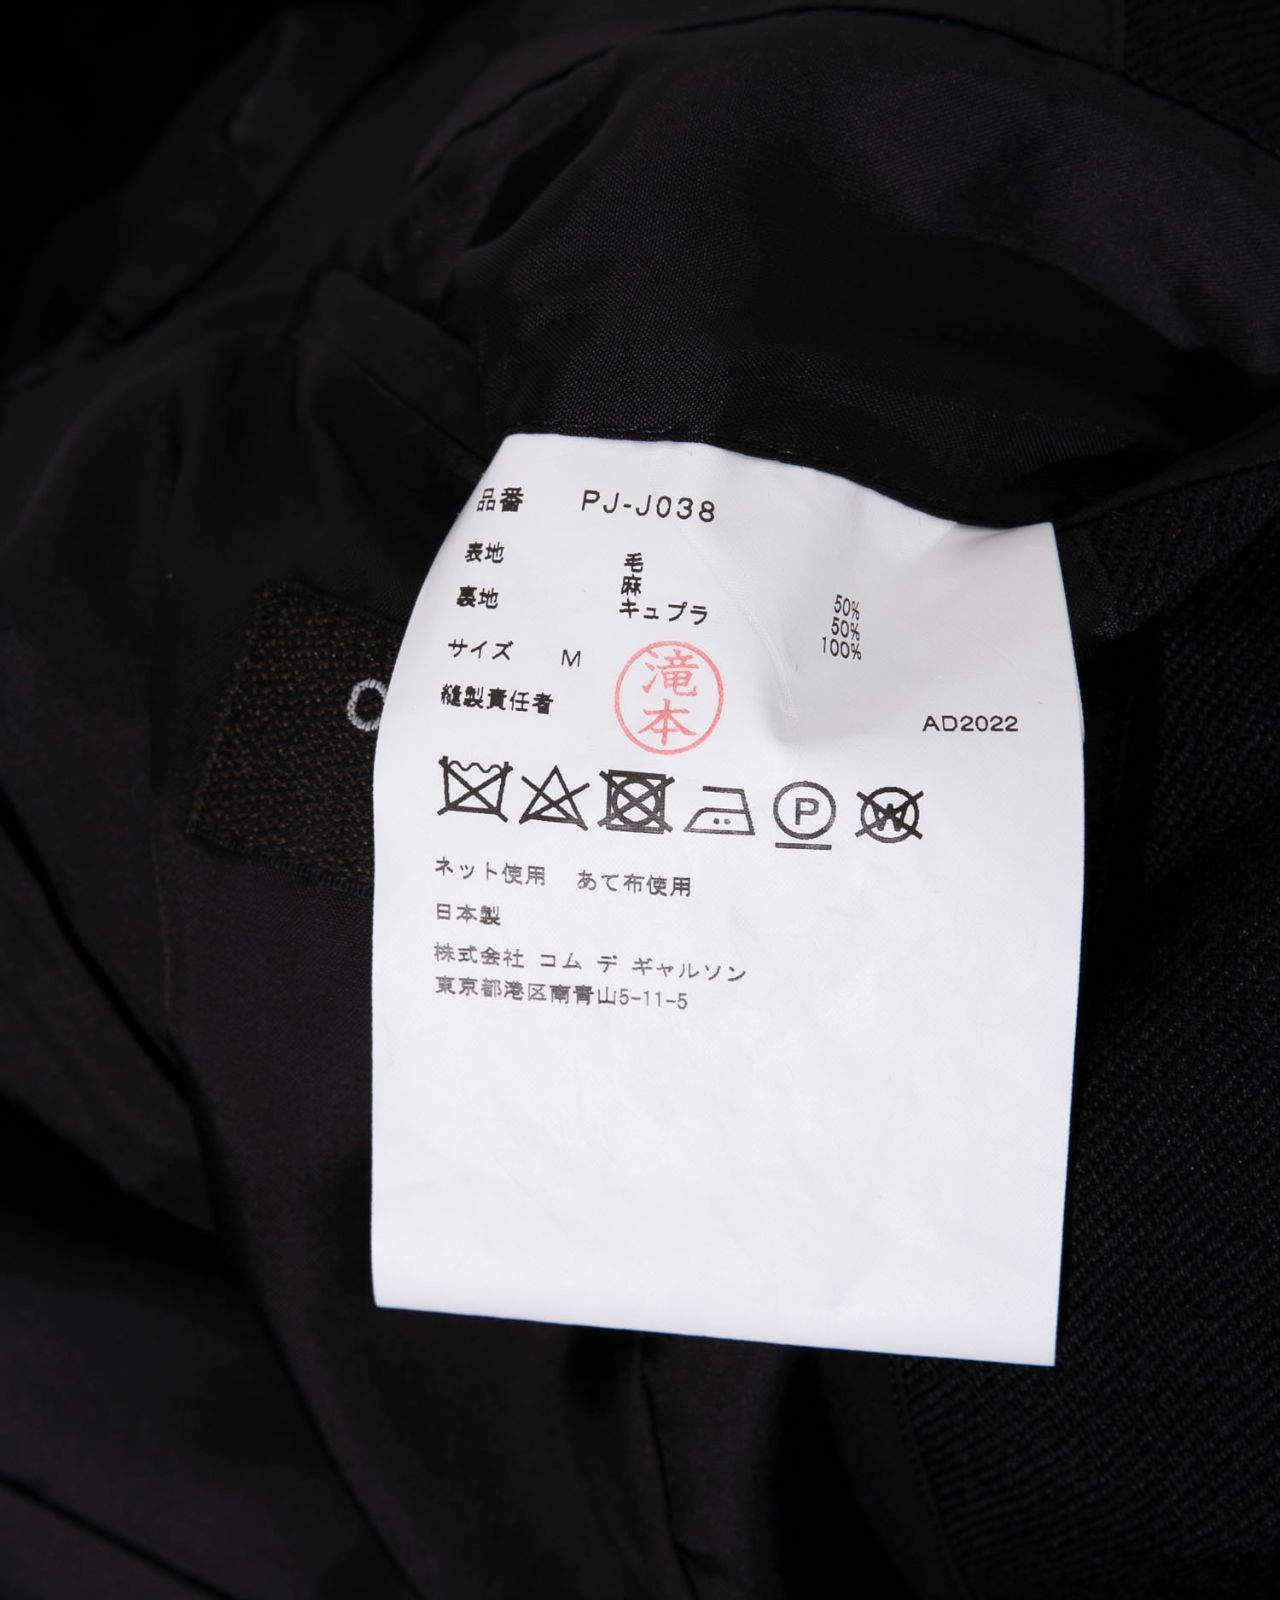 品番 PJ-J038
表地 毛 50%
麻 50%
裏地 キュプラ 100%
サイズ M
縫製責任者 滝本
AD2022
P
W
ネット使用 あて布使用
日本製
株式会社 コム デ ギャルソン
東京都港区南青山5-11-5